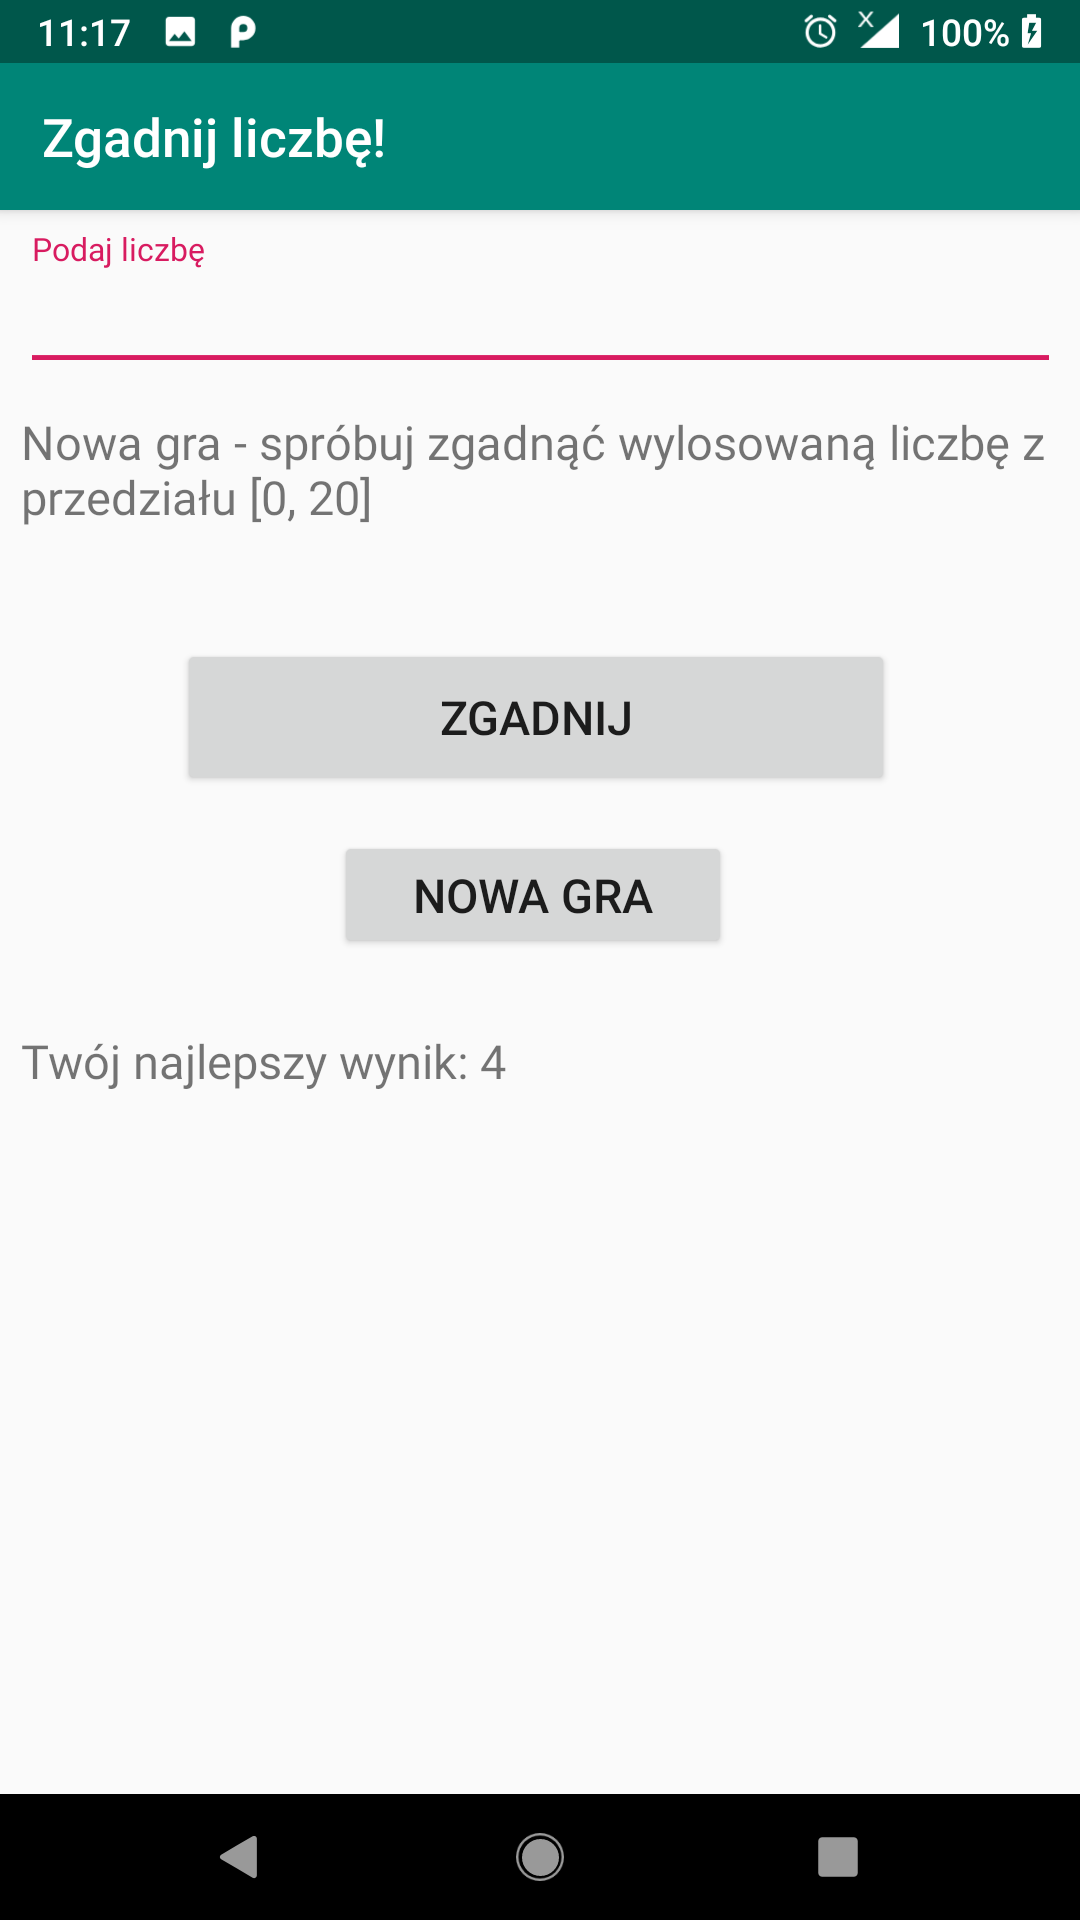 11:17 100%
Zgadnij liczbę!
Podaj liczbę
Nowa gra - spróbuj zgadnąć wylosowaną liczbę z
przedziału [0, 20]
ZGADNIJ
NOWA GRA
Twój najlepszy wynik: 4